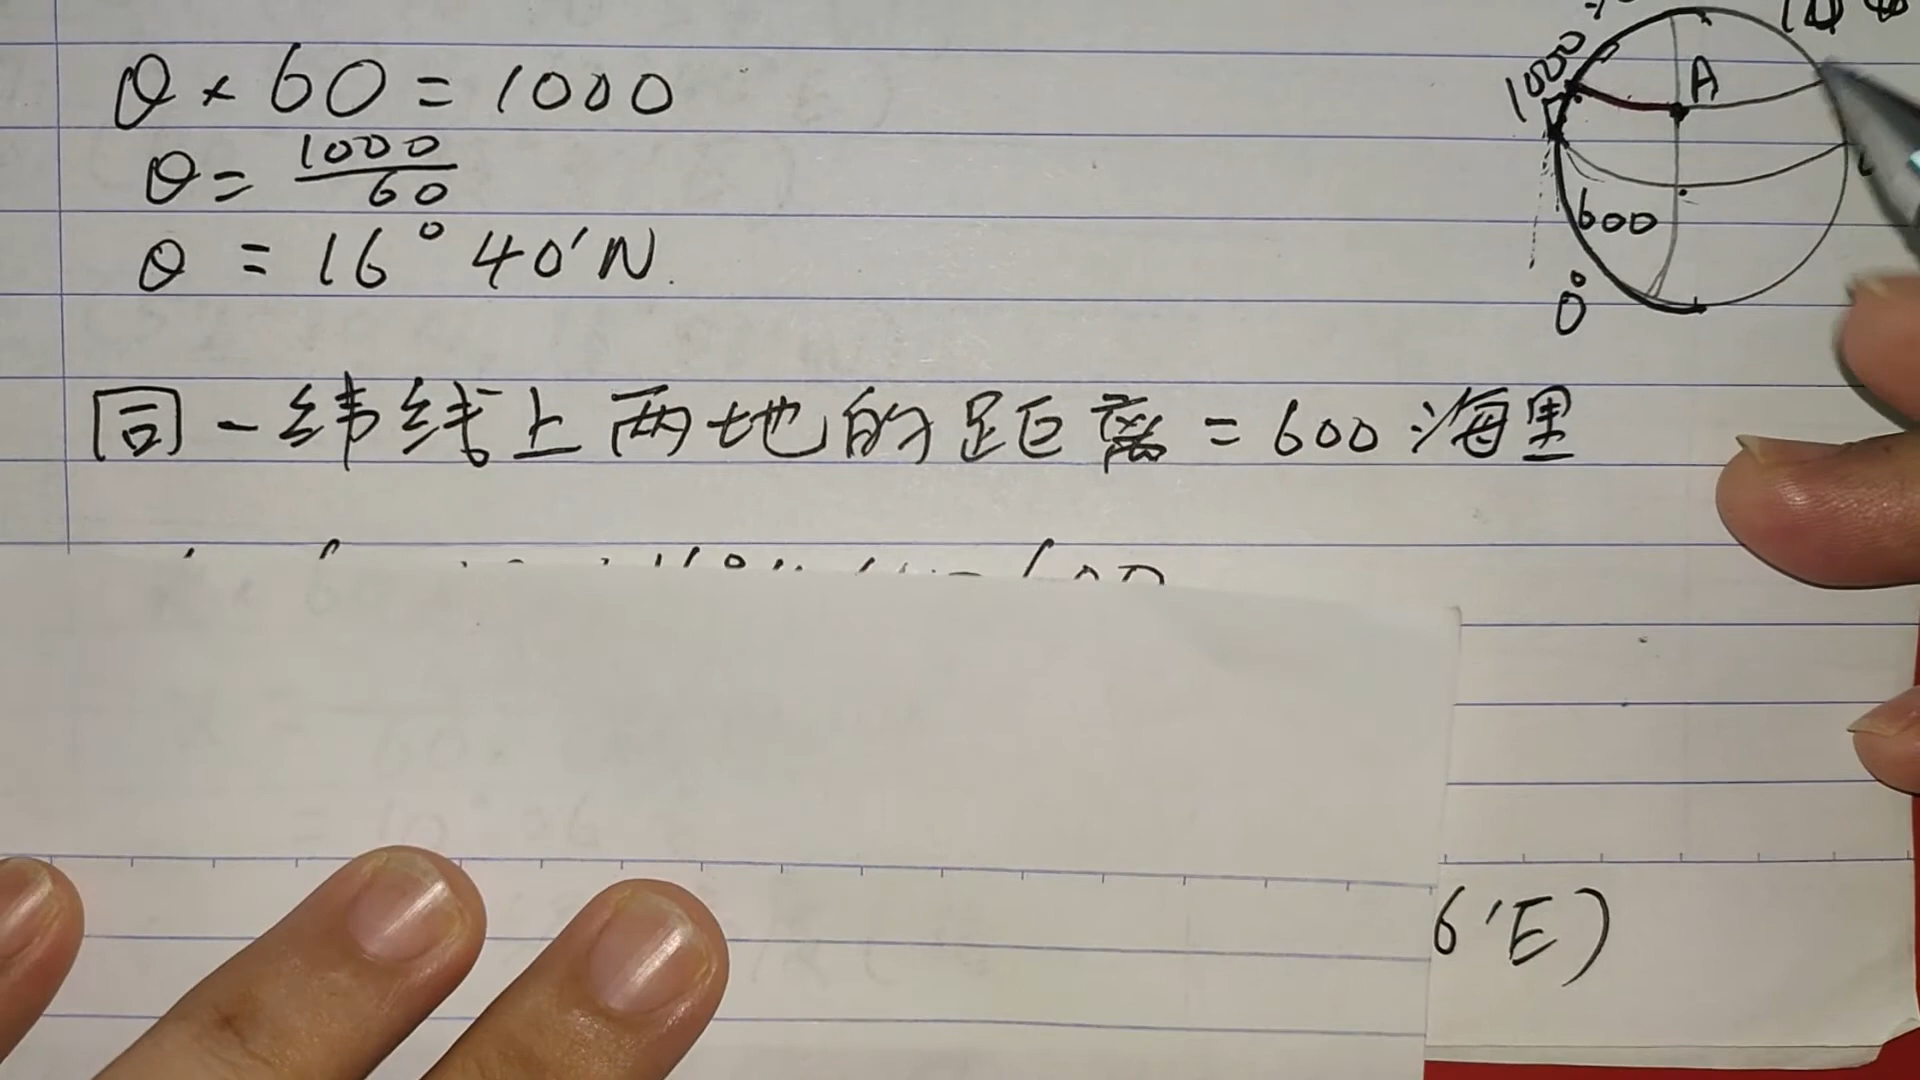 θ × 60 = 1000
θ = 1000/60
θ = 16° 40′N.
1000
A
600
0°
同一纬线上两地的距离 = 600 海里
6′E)